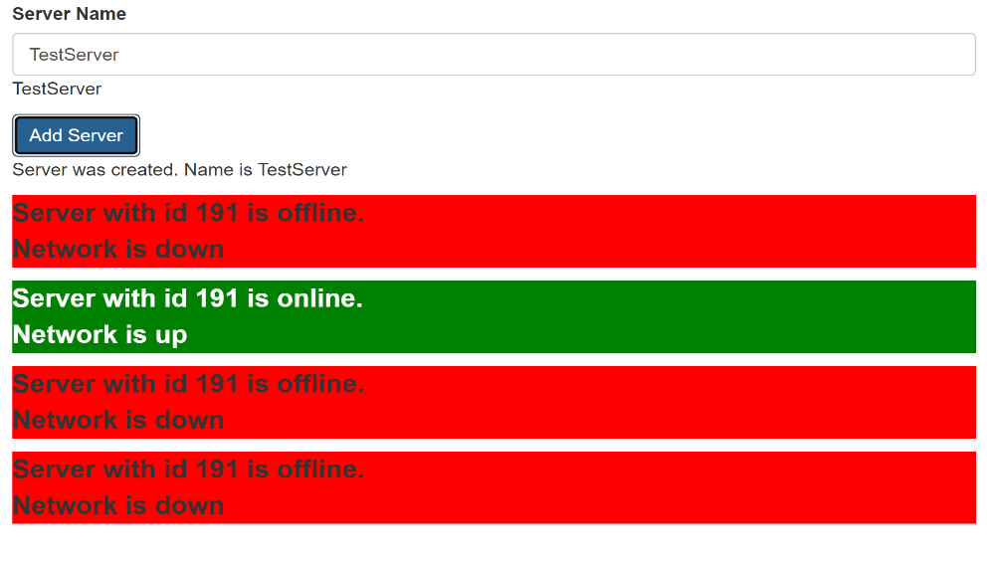 Server Name
TestServer
TestServer
Add Server
Server was created. Name is TestServer
Server with id 191 is offline.
Network is down
Server with id 191 is online.
Network is up
Server with id 191 is offline.
Network is down
Server with id 191 is offline.
Network is down